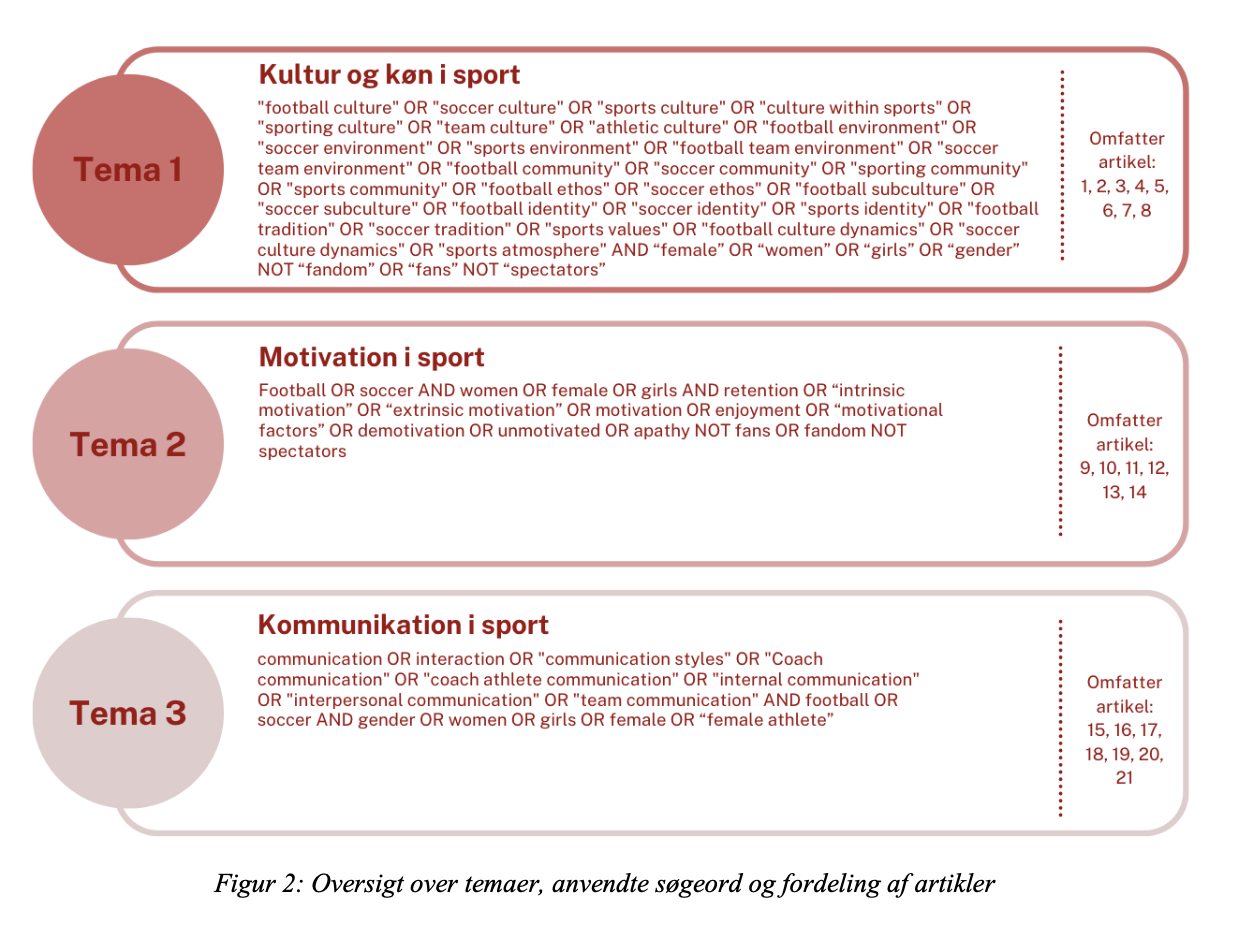 Tema 1
Kultur og køn i sport
"football culture" OR "soccer culture" OR "sports culture" OR "culture within sports" OR
"sporting culture" OR "team culture" OR "athletic culture" OR "football environment" OR
"soccer environment" OR "sports environment" OR "football team environment" OR "soccer
team environment" OR "football community" OR "soccer community" OR "sporting community"
OR "sports community" OR "football ethos" OR "soccer ethos" OR "football subculture" OR
"soccer subculture" OR "football identity" OR "soccer identity" OR "sports identity" OR "football
tradition" OR "soccer tradition" OR "sports values" OR "football culture dynamics" OR "soccer
culture dynamics" OR "sports atmosphere" AND “female” OR “women” OR “girls” OR “gender”
NOT “fandom” OR “fans” NOT “spectators”
Omfatter
artikel:
1, 2, 3, 4, 5,
6, 7, 8
Tema 2
Motivation i sport
Football OR soccer AND women OR female OR girls AND retention OR “intrinsic
motivation” OR “extrinsic motivation” OR motivation OR enjoyment OR “motivational
factors” OR demotivation OR unmotivated OR apathy NOT fans OR fandom NOT
spectators
Omfatter
artikel:
9, 10, 11, 12,
13, 14
Tema 3
Kommunikation i sport
communication OR interaction OR "communication styles" OR "Coach
communication" OR "coach athlete communication" OR "internal communication"
OR "interpersonal communication" OR "team communication" AND football OR
soccer AND gender OR women OR girls OR female OR “female athlete”
Omfatter
artikel:
15, 16, 17,
18, 19, 20,
21
Figur 2: Oversigt over temaer, anvendte søgeord og fordeling af artikler